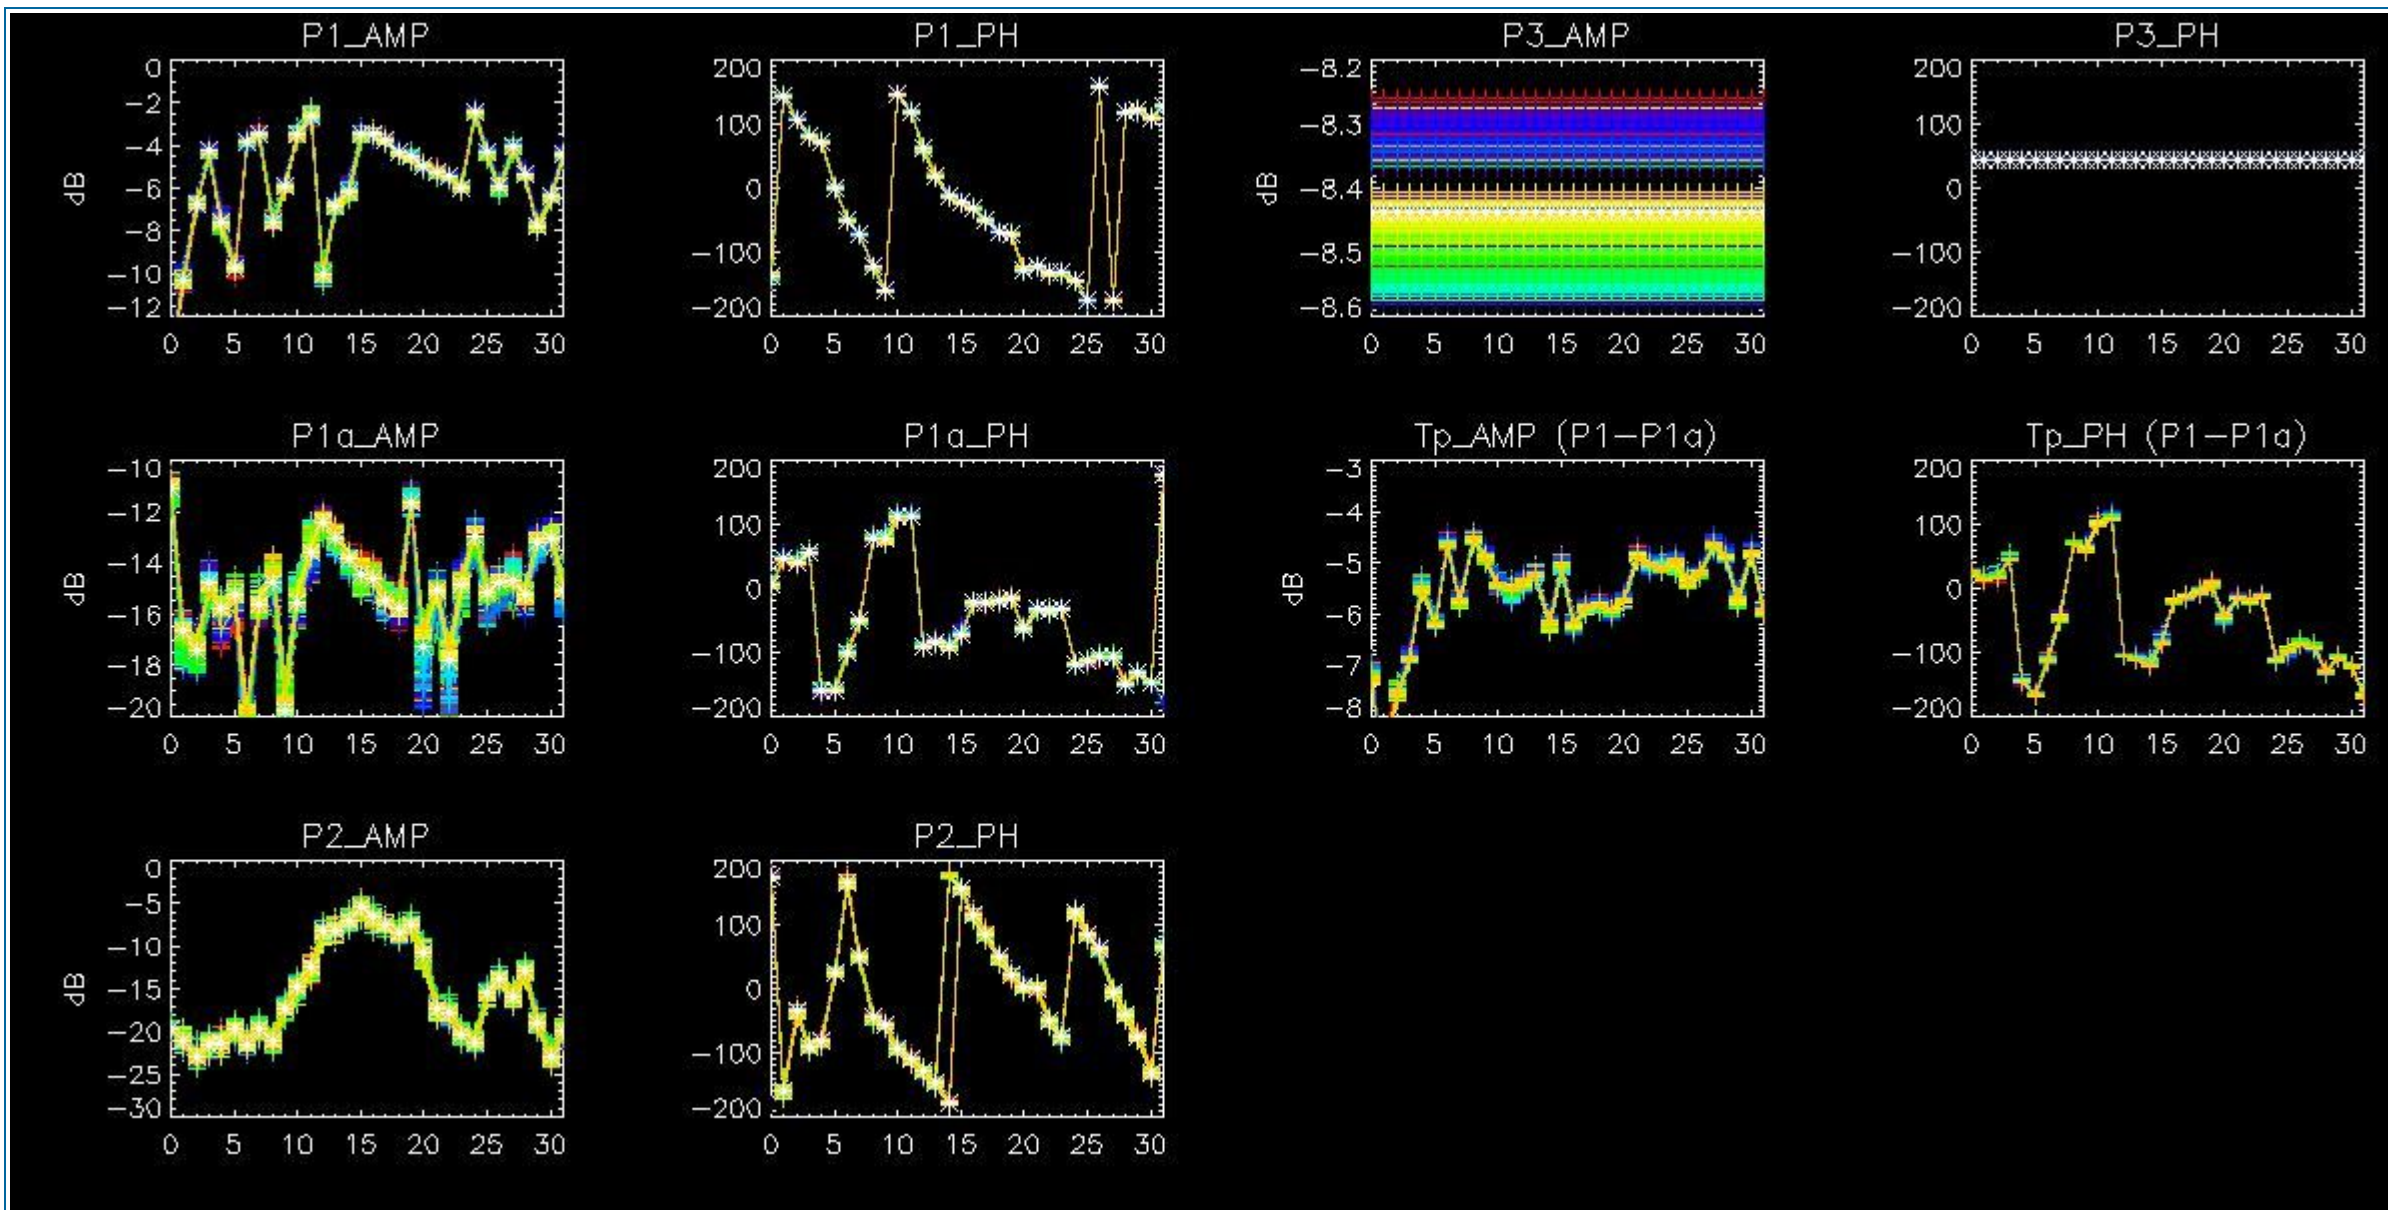 P1_AMP P1_PH P3_AMP P3_PH
0 200 -8.2 200
-2
100 -8.3 100
-4
dB -6 0 dB -8.4 0
-8
-100 -8.5 -100
-10
-12 -200 -8.6 -200
0 5 10 15 20 25 30 0 5 10 15 20 25 30 0 5 10 15 20 25 30 0 5 10 15 20 25 30
P1a_AMP P1a_PH Tp_AMP (P1-P1a) Tp_PH (P1-P1a)
-10 200 -3 200
-12 100 -4 100
-14
dB 0 dB -5 0
-16 -6
-18 -100 -7 -100
-20 -200 -8 -200
0 5 10 15 20 25 30 0 5 10 15 20 25 30 0 5 10 15 20 25 30 0 5 10 15 20 25 30
P2_AMP P2_PH
0 200
-5
100
-10
dB -15 0
-20
-100
-25
-30 -200
0 5 10 15 20 25 30 0 5 10 15 20 25 30